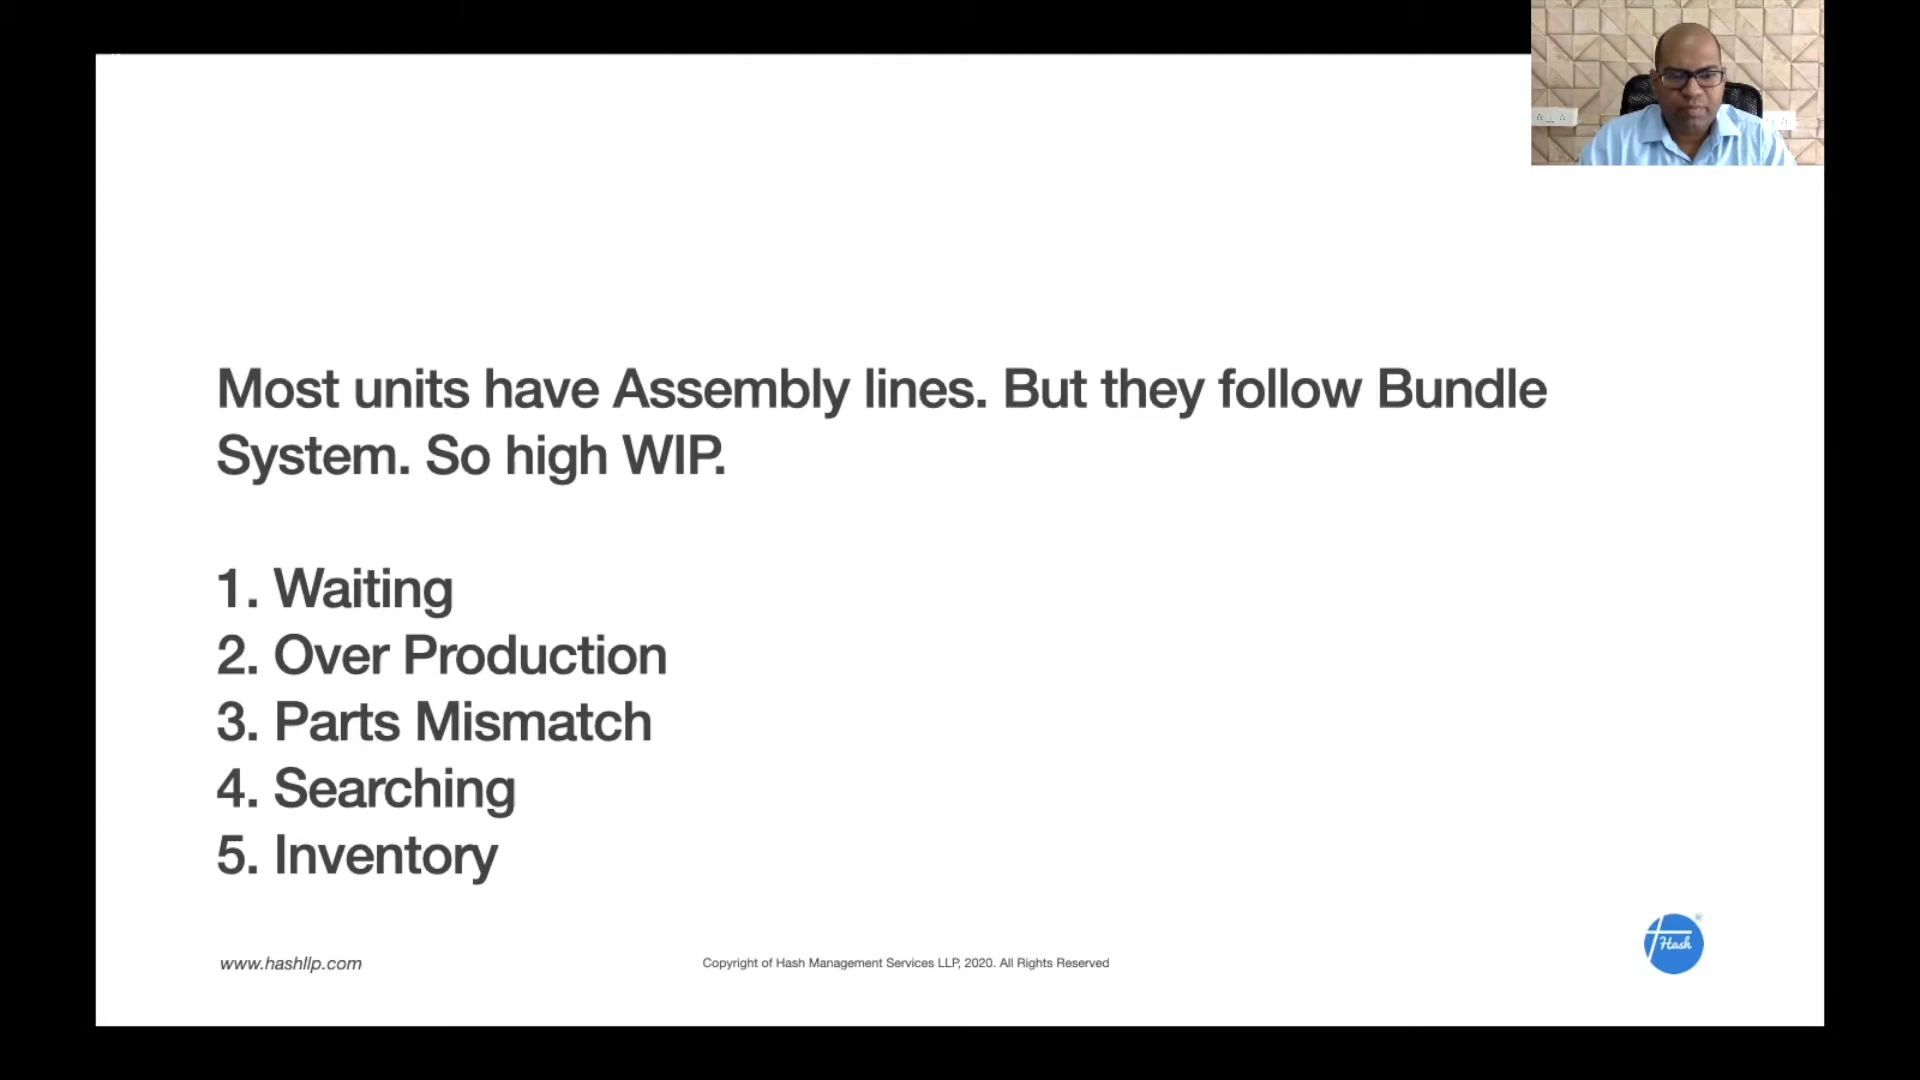 Most units have Assembly lines. But they follow Bundle
System. So high WIP.
1. Waiting
2. Over Production
3. Parts Mismatch
4. Searching
5. Inventory
www.hashllp.com
Copyright of Hash Management Services LLP, 2020. All Rights Reserved
Hash